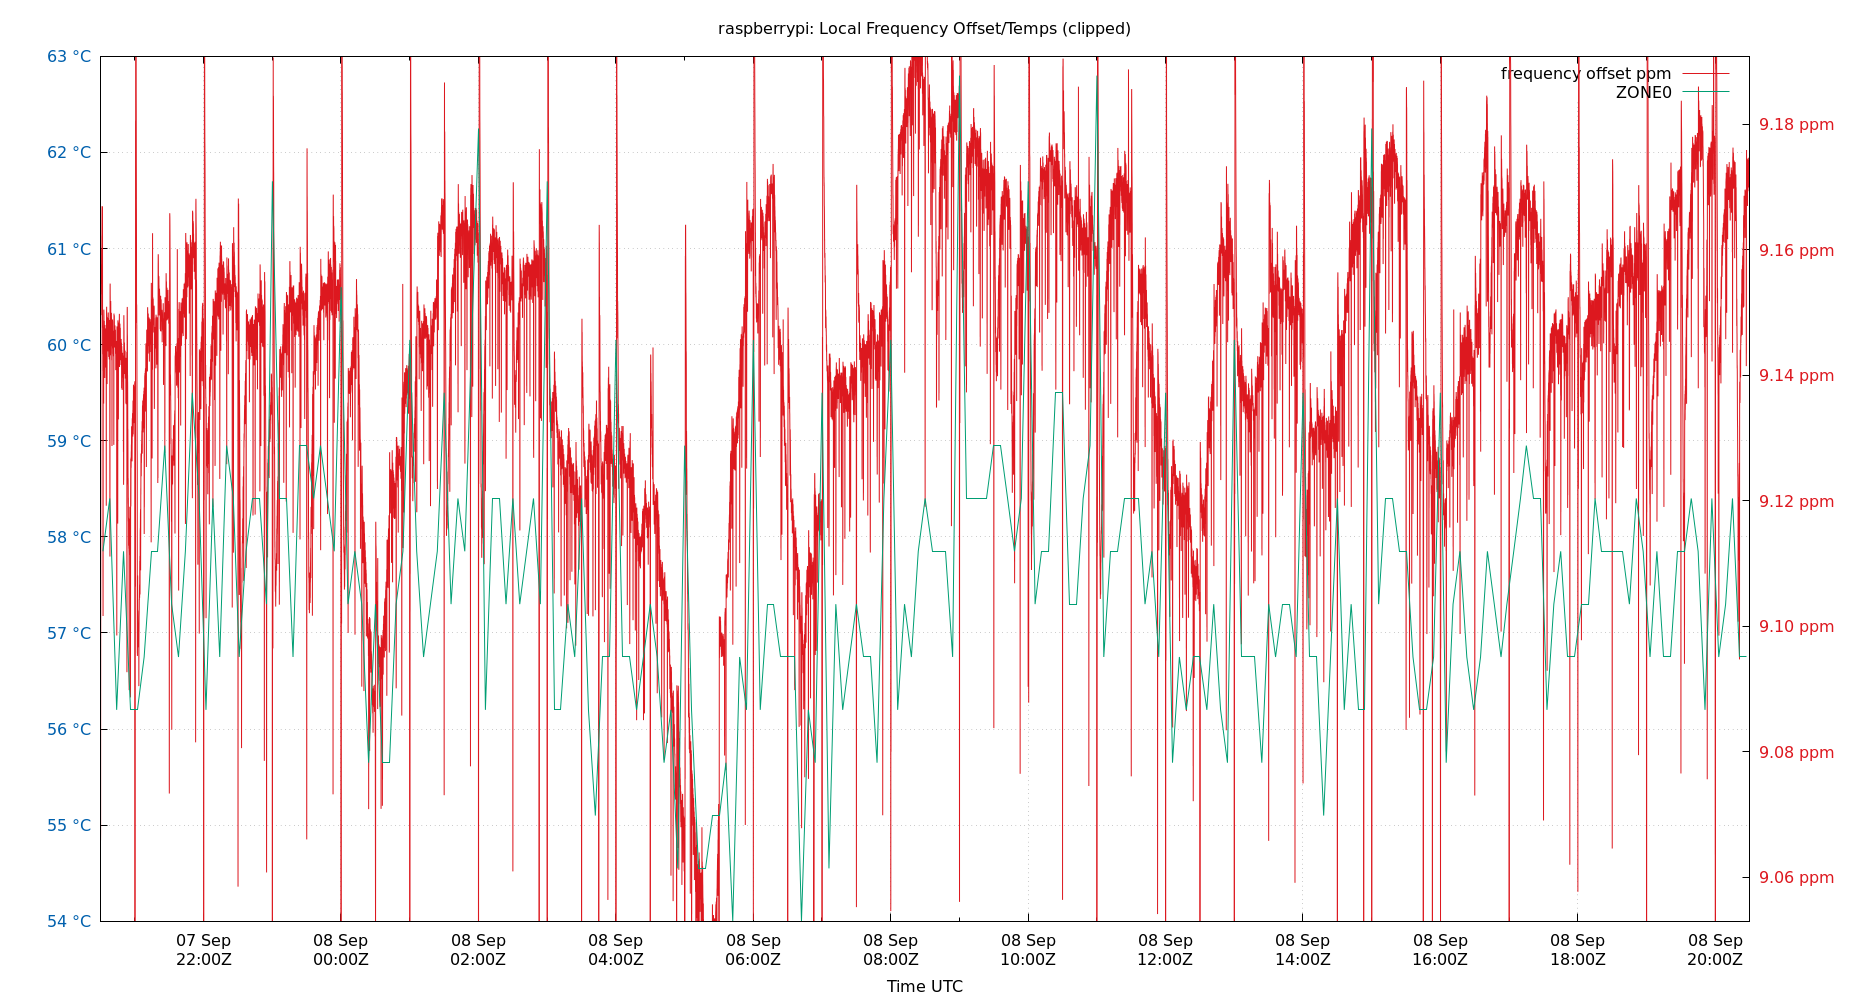 raspberrypi: Local Frequency Offset/Temps (clipped)
63 °C
62 °C
61 °C
60 °C
59 °C
58 °C
57 °C
56 °C
55 °C
54 °C
frequency offset ppm
ZONE0
9.18 ppm
9.16 ppm
9.14 ppm
9.12 ppm
9.10 ppm
9.08 ppm
9.06 ppm
07 Sep 08 Sep 08 Sep 08 Sep 08 Sep 08 Sep 08 Sep 08 Sep 08 Sep 08 Sep 08 Sep 08 Sep
22:00Z 00:00Z 02:00Z 04:00Z 06:00Z 08:00Z 10:00Z 12:00Z 14:00Z 16:00Z 18:00Z 20:00Z
Time UTC